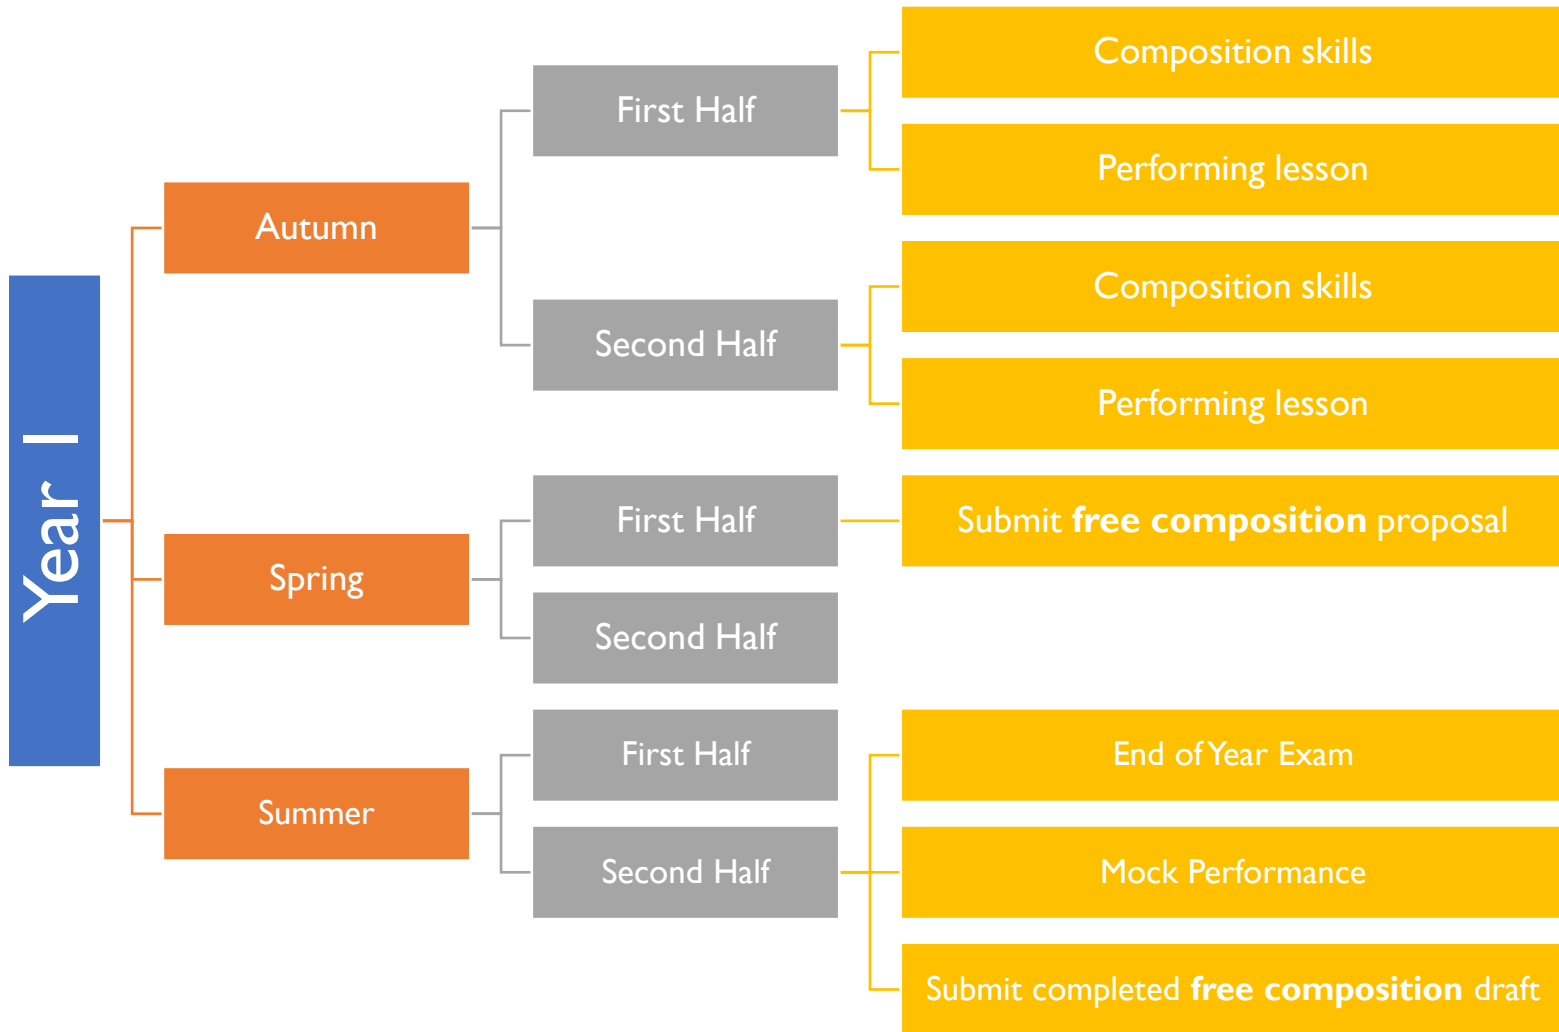 Year 1
Autumn
First Half
Composition skills
Performing lesson
Second Half
Composition skills
Performing lesson
Spring
First Half
Submit free composition proposal
Second Half
Summer
First Half
Second Half
End of Year Exam
Mock Performance
Submit completed free composition draft